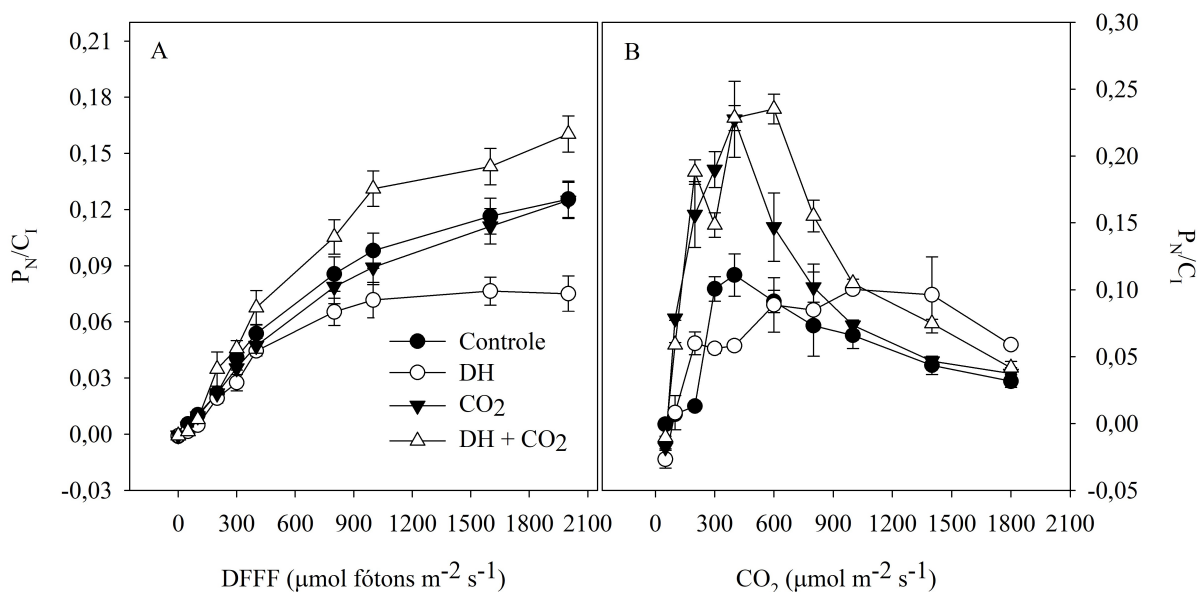 A
B
0,21
0,18
0,15
0,12
0,09
0,06
0,03
0,00
-0,03
P_N/C_I
Controle
DH
CO₂
DH + CO₂
0 300 600 900 1200 1500 1800 2100
DFFF (μmol fótons m⁻² s⁻¹)
0,30
0,25
0,20
0,15
0,10
0,05
0,00
-0,05
P_N/C_I
0 300 600 900 1200 1500 1800 2100
CO₂ (μmol m⁻² s⁻¹)